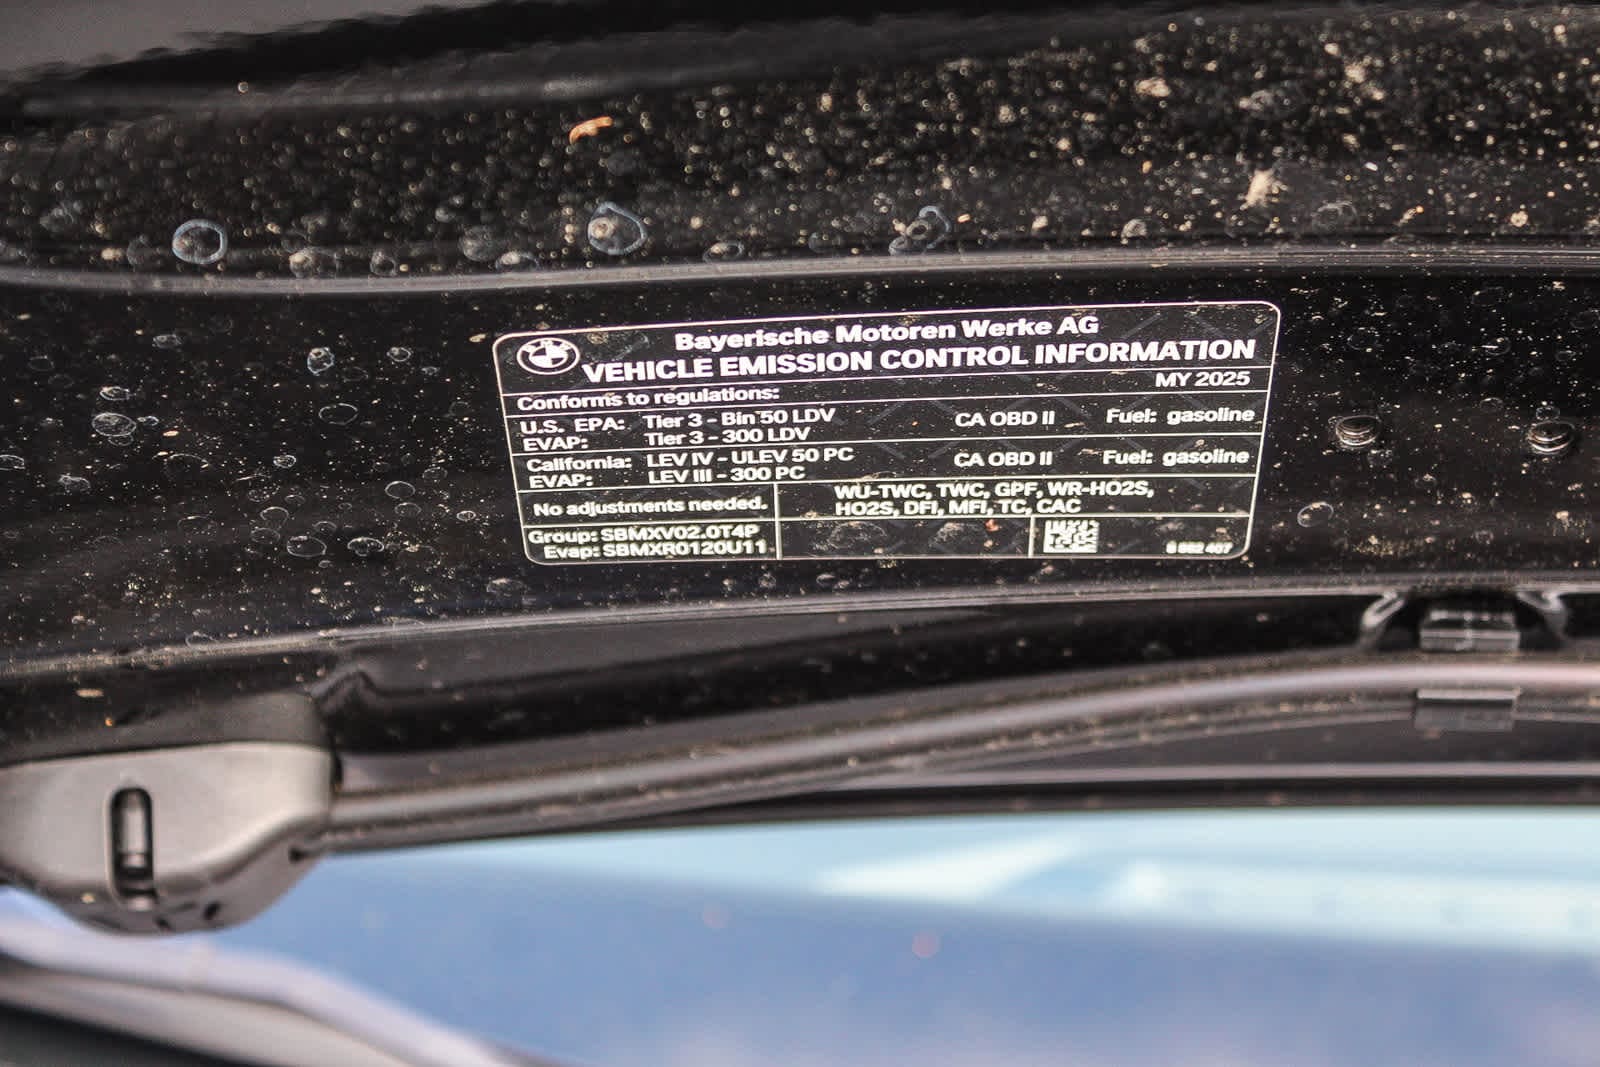 Bayerische Motoren Werke AG
VEHICLE EMISSION CONTROL INFORMATION
MY 2025
Conforms to regulations:
U.S. EPA: Tier 3 - Bin 50 LDV CA OBD II Fuel: gasoline
EVAP: Tier 3 - 300 LDV
California: LEV IV - ULEV 50 PC CA OBD II Fuel: gasoline
EVAP: LEV III - 300 PC
No adjustments needed.
WU-TWC, TWC, GPF, WR-HO2S,
HO2S, DFI, MFI, TC, CAC
Group: SBMXV02.0T4P
Evap: SBMXR0120U11